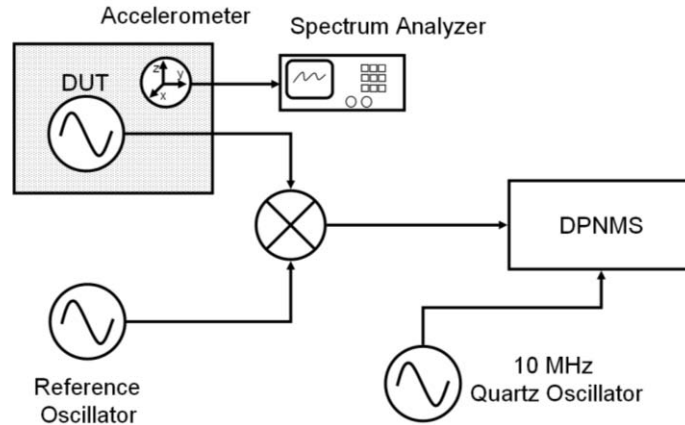 Accelerometer
Spectrum Analyzer
DUT
z
y
x
DPNMS
Reference
Oscillator
10 MHz
Quartz Oscillator